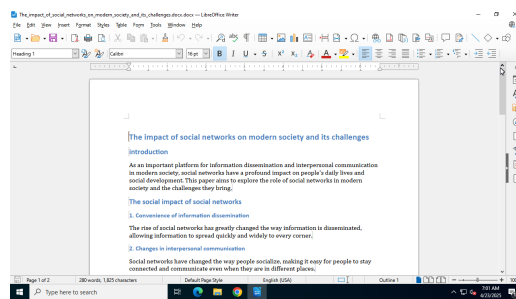 The_impact_of_social_networks_on_modern_society_and_its_challenges.docx.docx — LibreOffice Writer
File Edit View Insert Format Styles Table Form Tools Window Help
Heading 1 Calibri 16 pt
The impact of social networks on modern society and its challenges
introduction
As an important platform for information dissemination and interpersonal communication
in modern society, social networks have a profound impact on people's daily lives and
social development. This paper aims to explore the role of social networks in modern
society and the challenges they bring.
The social impact of social networks
1. Convenience of information dissemination
The rise of social networks has greatly changed the way information is disseminated,
allowing information to spread quickly and widely to every corner.
2. Changes in interpersonal communication
Social networks have changed the way people socialize, making it easy for people to stay
connected and communicate even when they are in different places.
Page 1 of 2 280 words, 1,825 characters Default Page Style English (USA) Outline 1 100
Type here to search
7:01 AM
4/23/2025